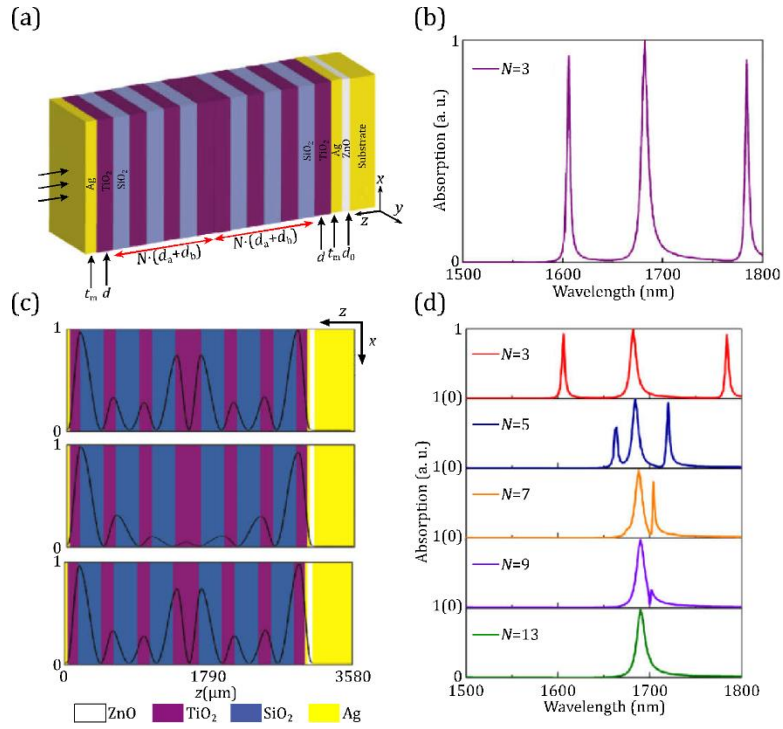 (a)
Ag
TiO₂
SiO₂
SiO₂
TiO₂
Ag
ZnO
Substrate
x
y
z
N·(dₐ+d_b)
N·(dₐ+d_b)
tₘ
d
d
tₘ
d₀
(b)
1
N=3
Absorption (a. u.)
0
1500
1600
1700
1800
Wavelength (nm)
(c)
z
x
1
0
1
0
1
0
0
1790
3580
z(μm)
ZnO
TiO₂
SiO₂
Ag
(d)
1
N=3
1(0)
N=5
1(0)
N=7
1(0)
N=9
1(0)
N=13
0
Absorption (a. u.)
1500
1600
1700
1800
Wavelength (nm)